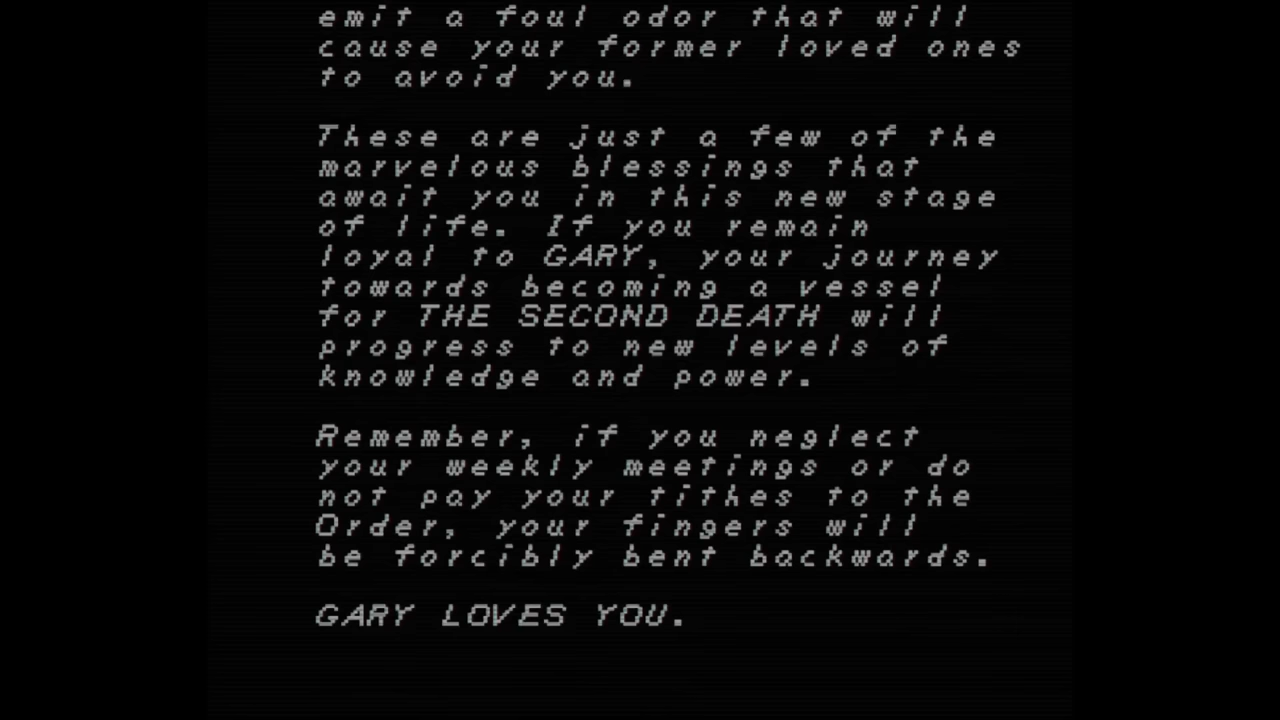 emit a foul odor that will
cause your former loved ones
to avoid you.
These are just a few of the
marvelous blessings that
await you in this new stage
of life. If you remain
loyal to GARY, your journey
towards becoming a vessel
for THE SECOND DEATH will
progress to new levels of
knowledge and power.
Remember, if you neglect
your weekly meetings or do
not pay your tithes to the
Order, your fingers will
be forcibly bent backwards.
GARY LOVES YOU.